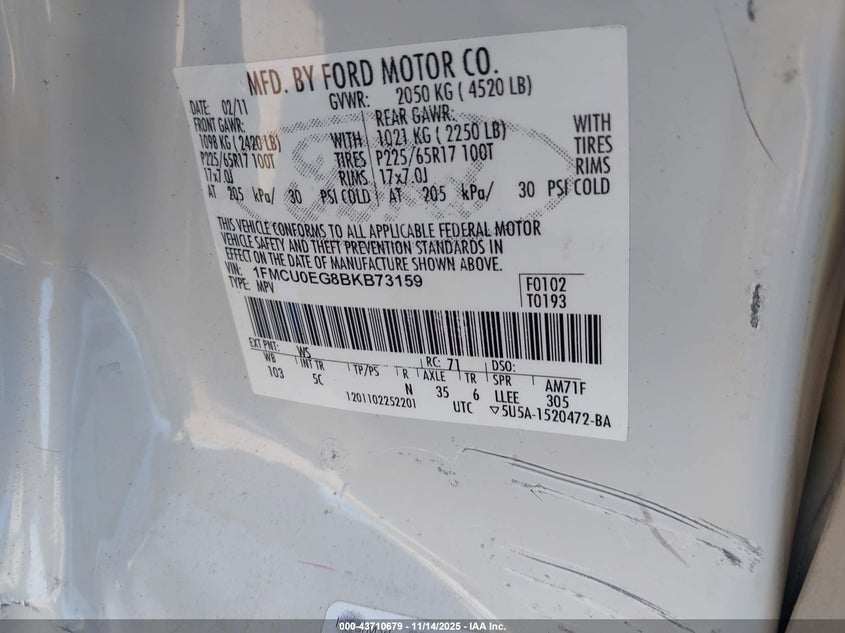 MFD. BY FORD MOTOR CO.
DATE: 02/11 GVWR: 2050 KG ( 4520 LB)
FRONT GAWR: REAR GAWR:
1098 KG ( 2420 LB) WITH 1021 KG ( 2250 LB) WITH
P225/65R17 100T TIRES P225/65R17 100T TIRES
17x7.0J RIMS 17x7.0J RIMS
AT 205 kPa/ 30 PSI COLD AT 205 kPa/ 30 PSI COLD
THIS VEHICLE CONFORMS TO ALL APPLICABLE FEDERAL MOTOR
VEHICLE SAFETY AND THEFT PREVENTION STANDARDS IN
EFFECT ON THE DATE OF MANUFACTURE SHOWN ABOVE.
VIN: 1FMCU0EG8BKB73159 F0102
TYPE: MPV T0193
EXT PNT: W5 RC: 71 DSO:
WB INT TR TP/PS R AXLE TR SPR AM71F
103 5C N 35 6 LLEE 305
1201102252201 UTC ▽5U5A-1520472-BA
000-43710679 - 11/14/2025 - IAA Inc.